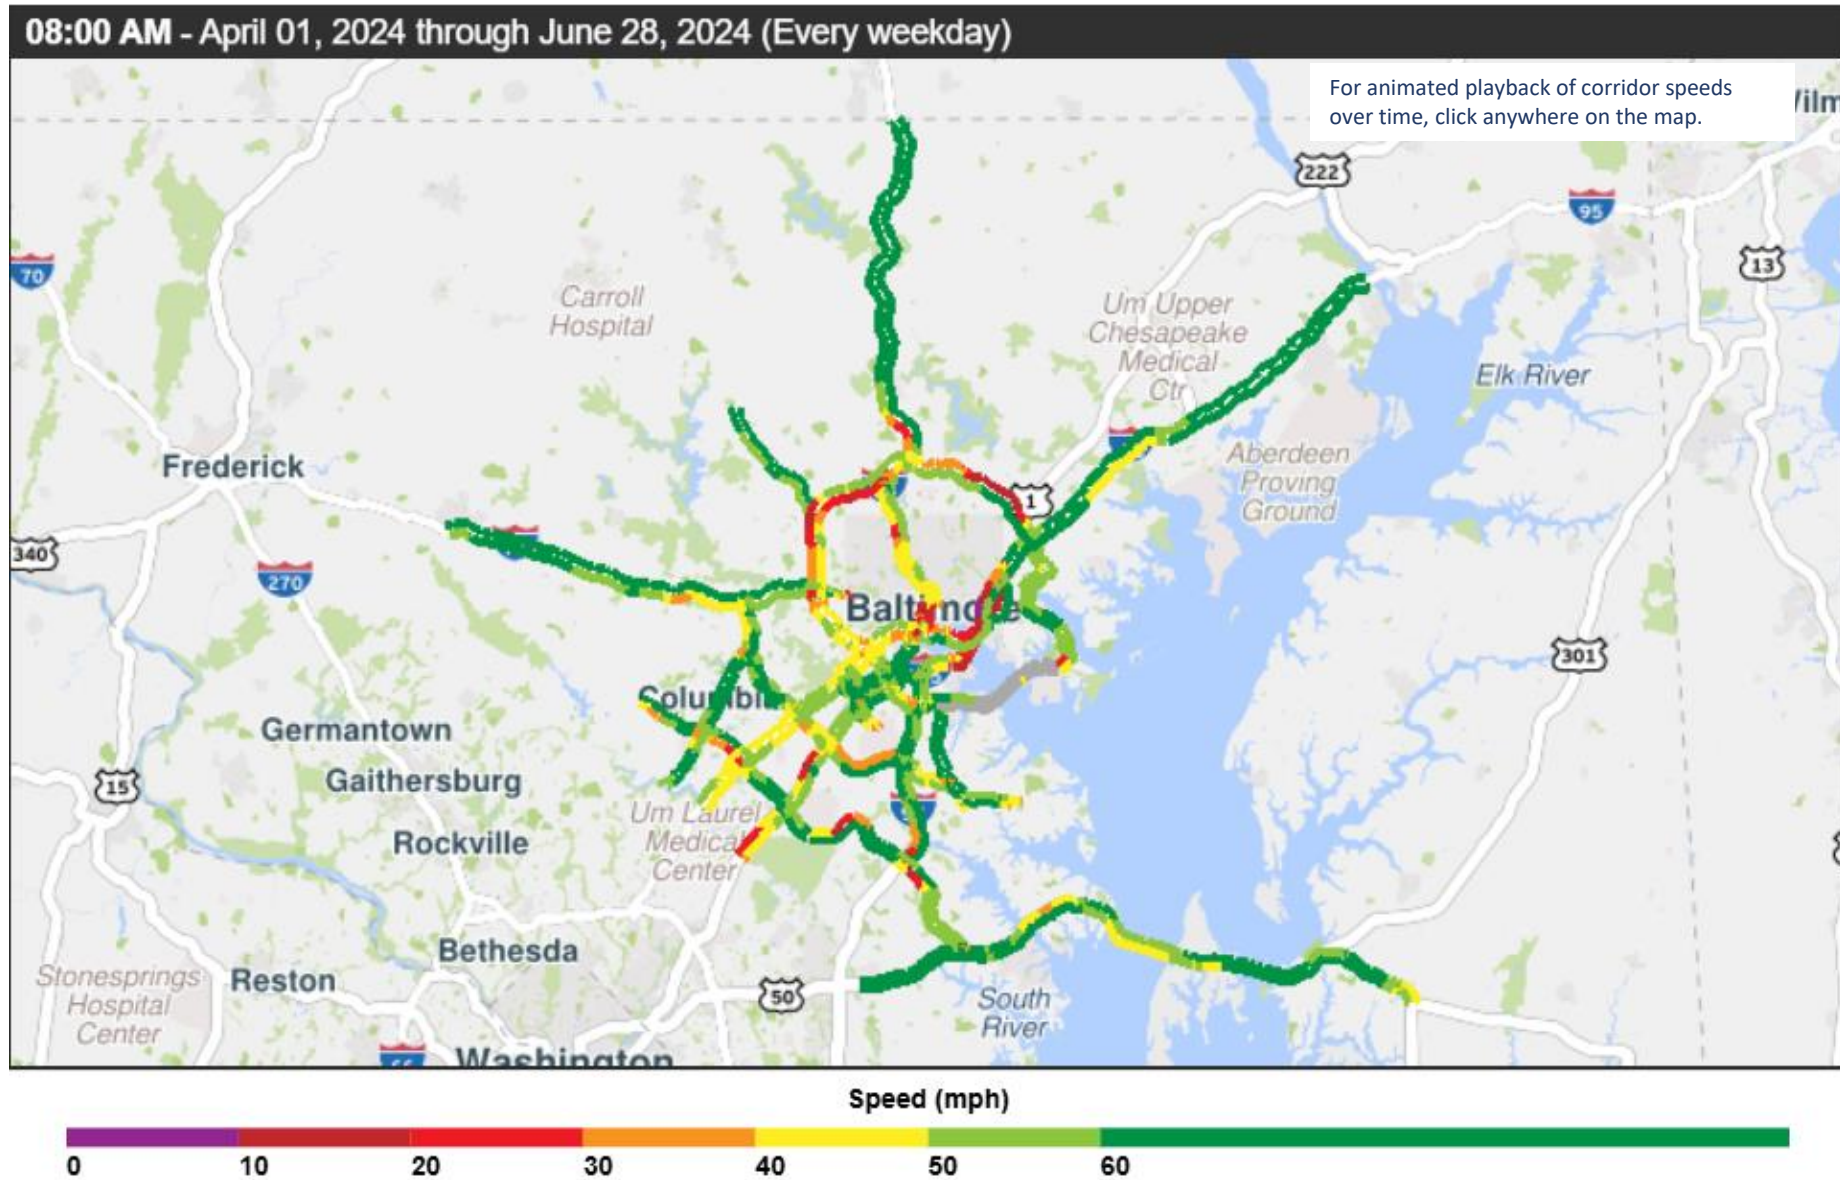 08:00 AM - April 01, 2024 through June 28, 2024 (Every weekday)
For animated playback of corridor speeds
over time, click anywhere on the map.
222
95
13
70
Carroll
Hospital
Um Upper
Chesapeake
Medical
Ctr
Elk River
Frederick
Aberdeen
Proving
Ground
1
340
270
Baltimore
301
Columbi
Germantown
Gaithersburg
15
Um Laurel
Medical
Center
Rockville
Bethesda
Stonesprings
Hospital
Center
Reston
50
South
River
66
Washington
Speed (mph)
0 10 20 30 40 50 60